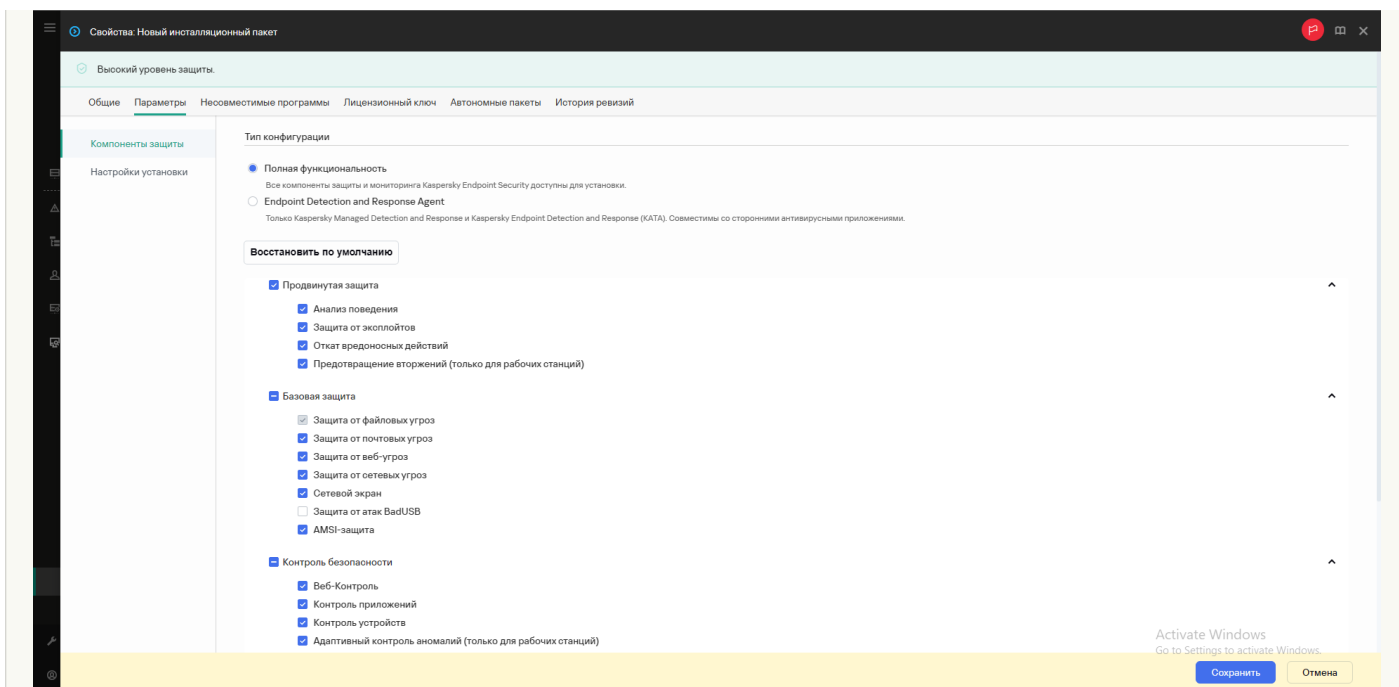 Свойства: Новый инсталляционный пакет
Высокий уровень защиты.
Общие Параметры Несовместимые программы Лицензионный ключ Автономные пакеты История ревизий
Компоненты защиты
Настройки установки
Тип конфигурации
Полная функциональность
Все компоненты защиты и мониторинга Kaspersky Endpoint Security доступны для установки.
Endpoint Detection and Response Agent
Только Kaspersky Managed Detection and Response и Kaspersky Endpoint Detection and Response (KATA). Совместимы со сторонними антивирусными приложениями.
Восстановить по умолчанию
Продвинутая защита
Анализ поведения
Защита от эксплойтов
Откат вредоносных действий
Предотвращение вторжений (только для рабочих станций)
Базовая защита
Защита от файловых угроз
Защита от почтовых угроз
Защита от веб-угроз
Защита от сетевых угроз
Сетевой экран
Защита от атак BadUSB
AMSI-защита
Контроль безопасности
Веб-Контроль
Контроль приложений
Контроль устройств
Адаптивный контроль аномалий (только для рабочих станций)
Activate Windows
Go to Settings to activate Windows.
Сохранить Отмена